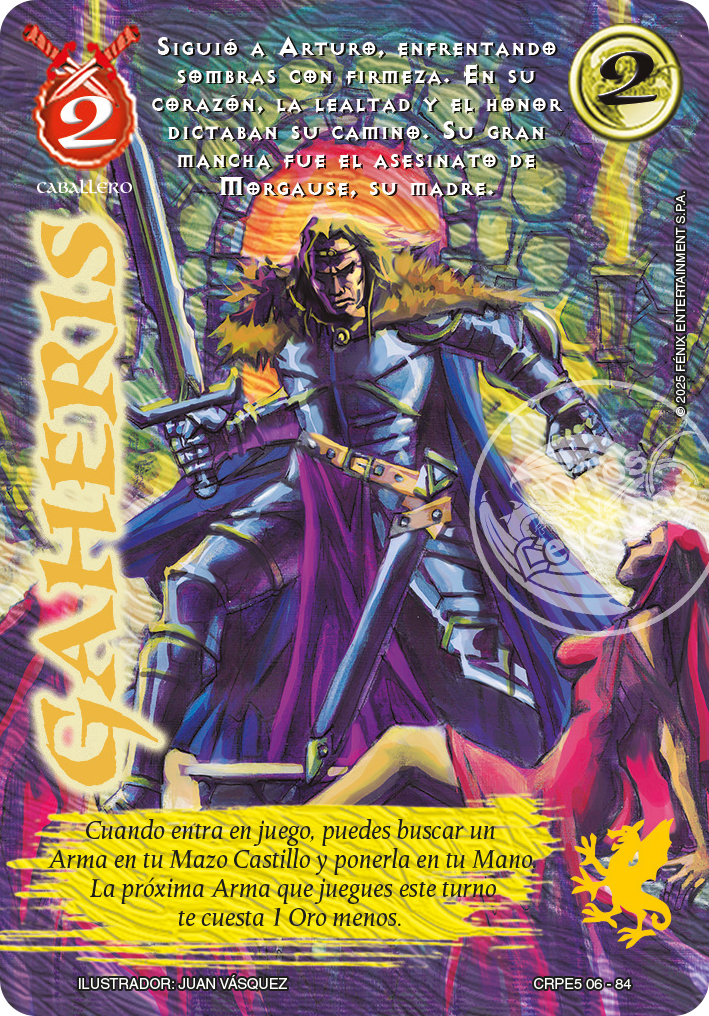 Siguió a Arturo, enfrentando
sombras con firmeza. En su
corazón, la lealtad y el honor
dictaban su camino. Su gran
mancha fue el asesinato de
Morgause, su madre.
2
2
CABALLERO
GAHERIS
© 2025 FÉNIX ENTERTAINMENT S.P.A.
Cuando entra en juego, puedes buscar un
Arma en tu Mazo Castillo y ponerla en tu Mano.
La próxima Arma que juegues este turno
te cuesta 1 Oro menos.
ILUSTRADOR: JUAN VÁSQUEZ
CRPE5 06 - 84